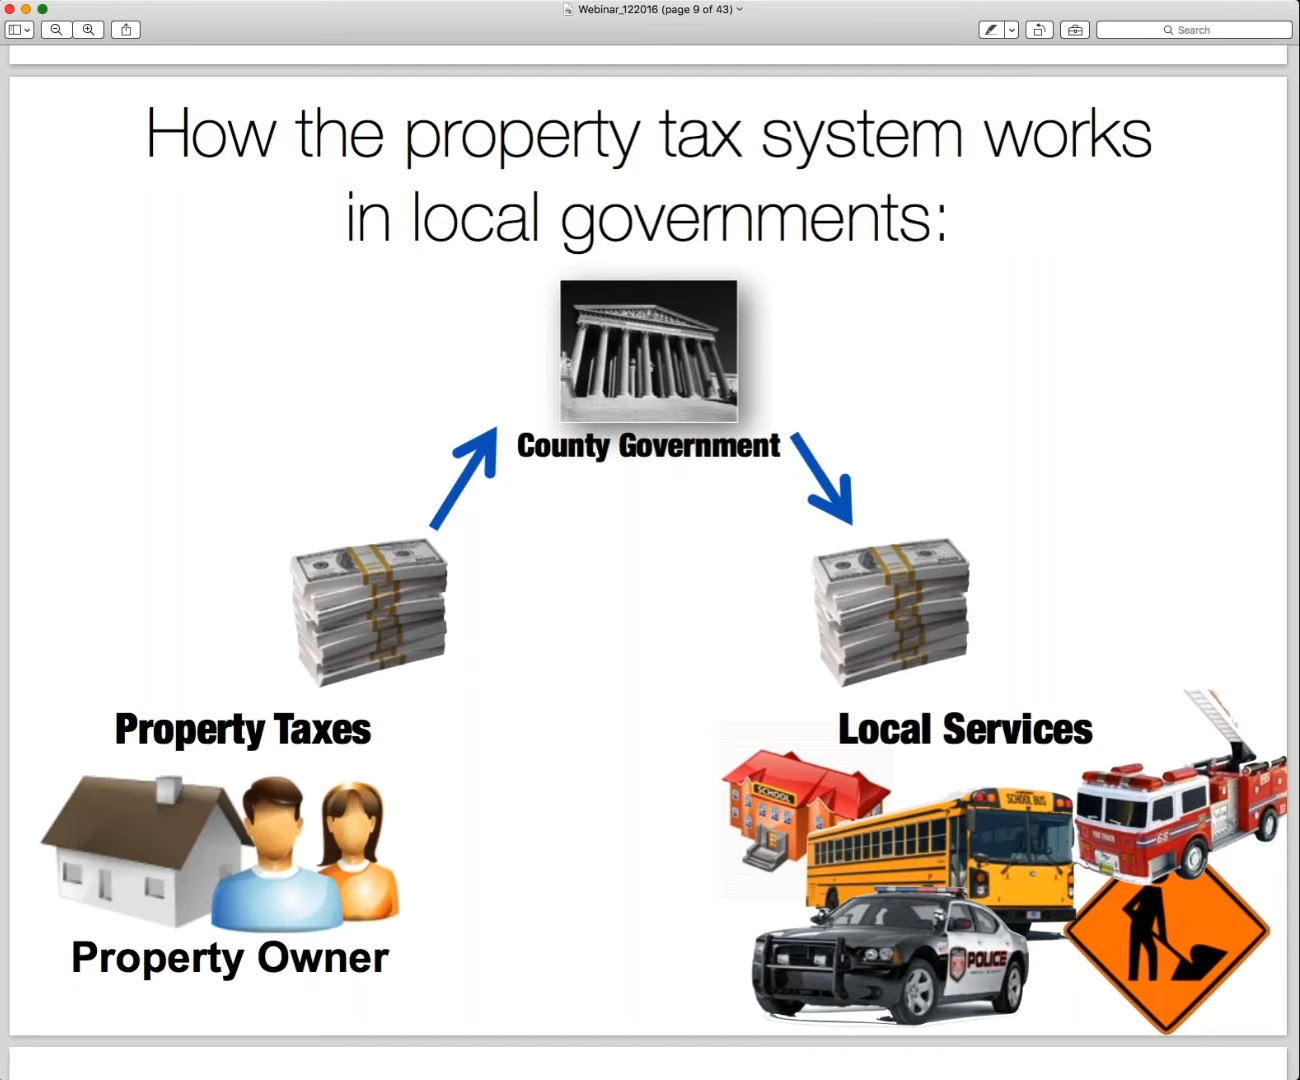 Webinar_122016 (page 9 of 43)
Search
How the property tax system works
in local governments:
County Government
Property Taxes
Local Services
SCHOOL
SCHOOL BUS
POLICE
Property Owner